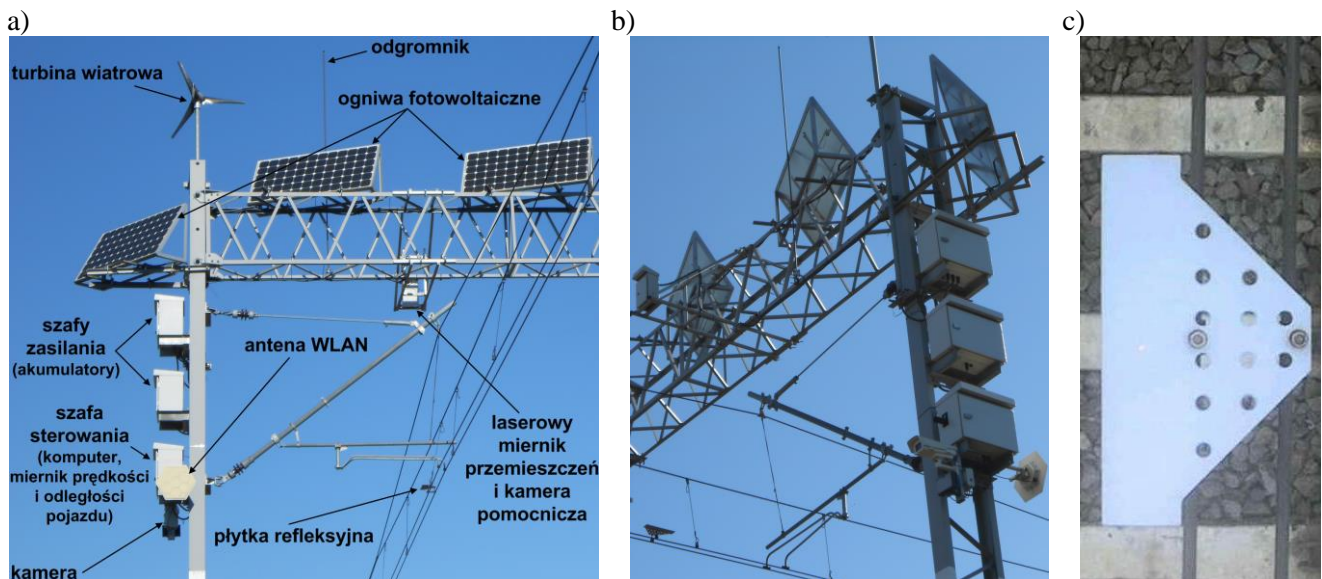 a)
odgromnik
turbina wiatrowa
ogniwa fotowoltaiczne
szafy
zasilania
(akumulatory)
antena WLAN
szafa
sterowania
(komputer,
miernik prędkości
i odległości
pojazdu)
laserowy
miernik
przemieszczeń
i kamera
pomocnicza
płytka refleksyjna
kamera
b)
c)